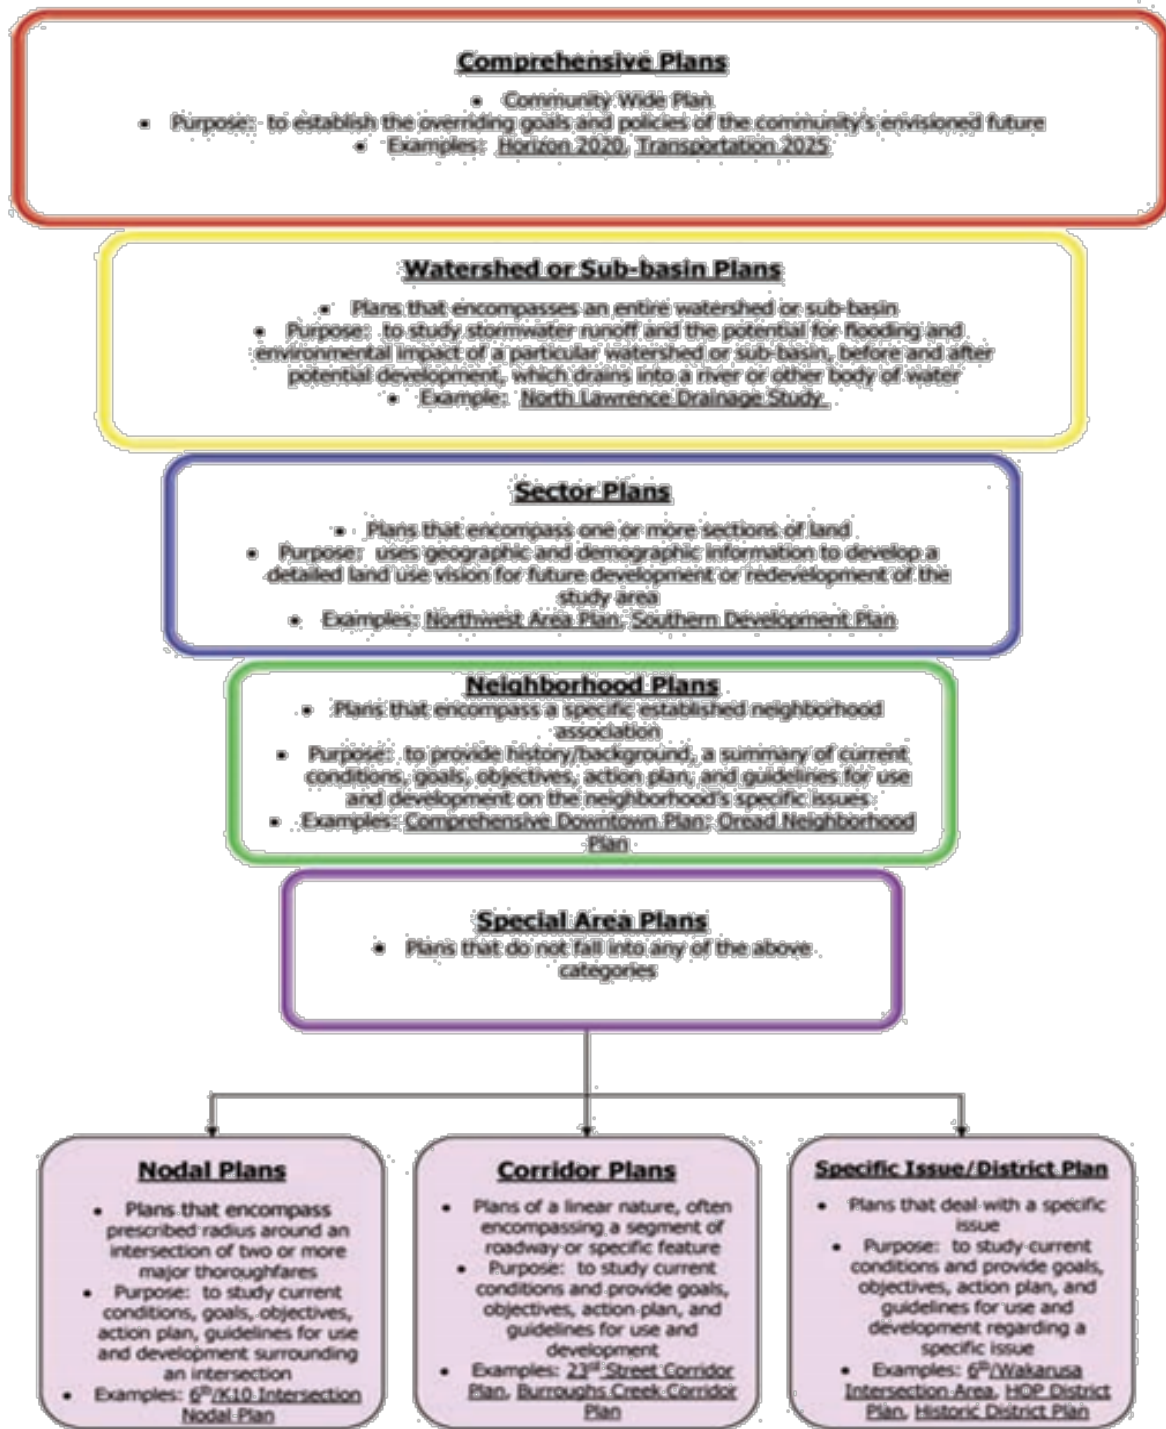 Comprehensive Plans
• Community Wide Plan
• Purpose: to establish the overriding goals and policies of the community's envisioned future
• Examples: Horizon 2020, Transportation 2025
Watershed or Sub-basin Plans
• Plans that encompasses an entire watershed or sub-basin
• Purpose: to study stormwater runoff and the potential for flooding and
environmental impact of a particular watershed or sub-basin, before and after
potential development, which drains into a river or other body of water
• Example: North Lawrence Drainage Study
Sector Plans
• Plans that encompass one or more sections of land
• Purpose: uses geographic and demographic information to develop a
detailed land use vision for future development or redevelopment of the
study area
• Examples: Northwest Area Plan, Southern Development Plan
Neighborhood Plans
• Plans that encompass a specific established neighborhood
association
• Purpose: to provide history/background, a summary of current
conditions, goals, objectives, action plan, and guidelines for use
and development on the neighborhood's specific issues
• Examples: Comprehensive Downtown Plan; Oread Neighborhood
Plan
Special Area Plans
• Plans that do not fall into any of the above
categories
Nodal Plans
• Plans that encompass
prescribed radius around an
intersection of two or more
major thoroughfares
• Purpose: to study current
conditions, goals, objectives,
action plan, guidelines for use
and development surrounding
an intersection
• Examples: 6th/K10 Intersection
Nodal Plan
Corridor Plans
• Plans of a linear nature, often
encompassing a segment of
roadway or specific feature
• Purpose: to study current
conditions and provide goals,
objectives, action plan, and
guidelines for use and
development
• Examples: 23rd Street Corridor
Plan, Burroughs Creek Corridor
Plan
Specific Issue/District Plan
• Plans that deal with a specific
issue
• Purpose: to study current
conditions and provide goals,
objectives, action plan, and
guidelines for use and
development regarding a
specific issue
• Examples: 6th/Wakarusa
Intersection Area, HOP District
Plan, Historic District Plan